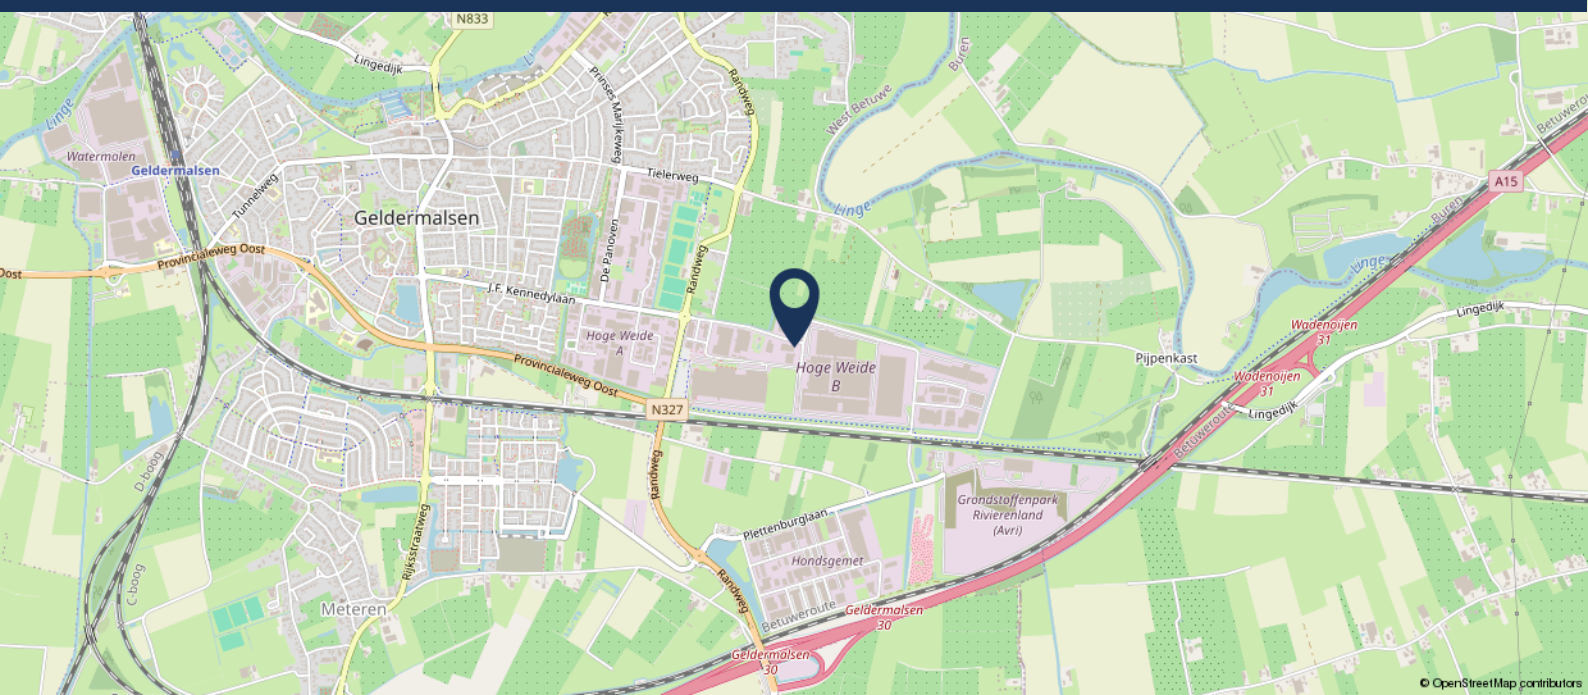 N833
Lingedijk
Prinses Marijkeweg
Randweg
Buren
West Betuwe
Linge
Watermolen
Geldermalsen
Tunnelweg
Tielerweg
A15
Buren
Geldermalsen
Linge
De Panoven
Provincialeweg Oost
Oost
Randweg
Linge
J.F. Kennedylaan
Lingedijk
Hoge Weide
A
Wadenoijen
31
Provincialeweg Oost
Hoge Weide
B
Pijpenkast
Wadenoijen
31
N327
Lingedijk
Betuweroute
D-boog
Randweg
Grondstoffenpark
Rivierenland
(Avri)
Rijksstraatweg
Plettenburglaan
Hondsgemet
C-boog
Randweg
Meteren
Betuweroute
Geldermalsen
30
Geldermalsen
30
© OpenStreetMap contributors